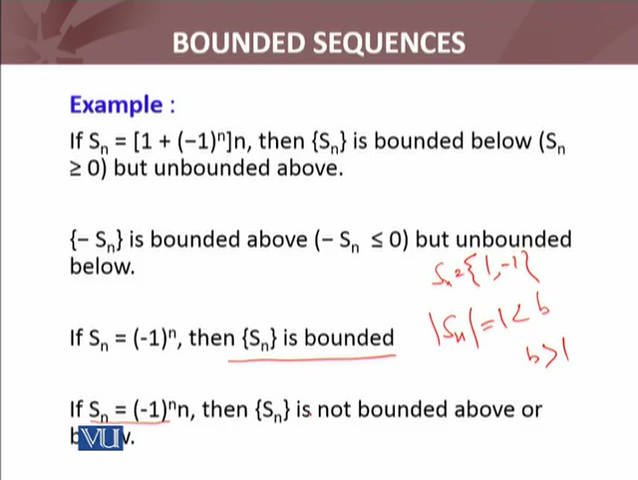 BOUNDED SEQUENCES
Example :
If Sₙ = [1 + (−1)ⁿ]n, then {Sₙ} is bounded below (Sₙ
≥ 0) but unbounded above.
{− Sₙ} is bounded above (− Sₙ ≤ 0) but unbounded
below.
Sₙ = {1, -1}
If Sₙ = (-1)ⁿ, then {Sₙ} is bounded
|Sₙ| = 1 < b
b > 1
If Sₙ = (-1)ⁿn, then {Sₙ} is not bounded above or
VU